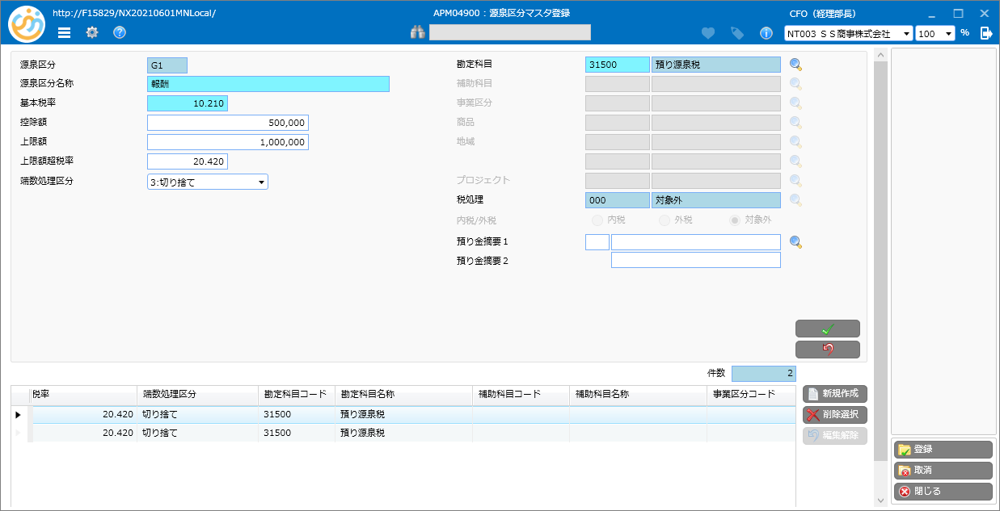 http://F15829/NX20210601MNLocal/
APM04900：源泉区分マスタ登録
CFO（経理部長）
NT003 ＳＳ商事株式会社
100
%
源泉区分 G1
源泉区分名称 報酬
基本税率 10.210
控除額 500,000
上限額 1,000,000
上限額超税率 20.420
端数処理区分 3:切り捨て
勘定科目 31500 預り源泉税
補助科目
事業区分
商品
地域
プロジェクト
税処理 000 対象外
内税/外税 内税 外税 対象外
預り金摘要１
預り金摘要２
件数 2
税率 端数処理区分 勘定科目コード 勘定科目名称 補助科目コード 補助科目名称 事業区分コード
20.420 切り捨て 31500 預り源泉税
20.420 切り捨て 31500 預り源泉税
新規作成
削除選択
編集解除
登録
取消
閉じる